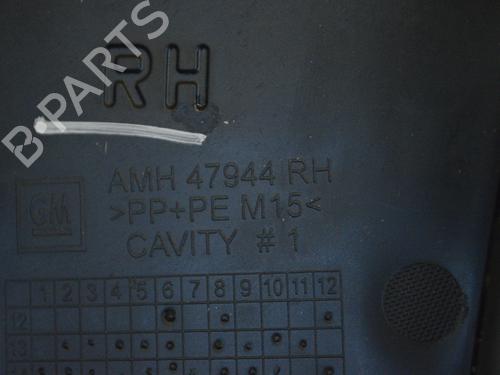 RH
B PARTS
AMH 47944 RH
GM
>PP+PE M15<
CAVITY # 1
1 2 3 4 5 6 7 8 9 10 11 12
12
13